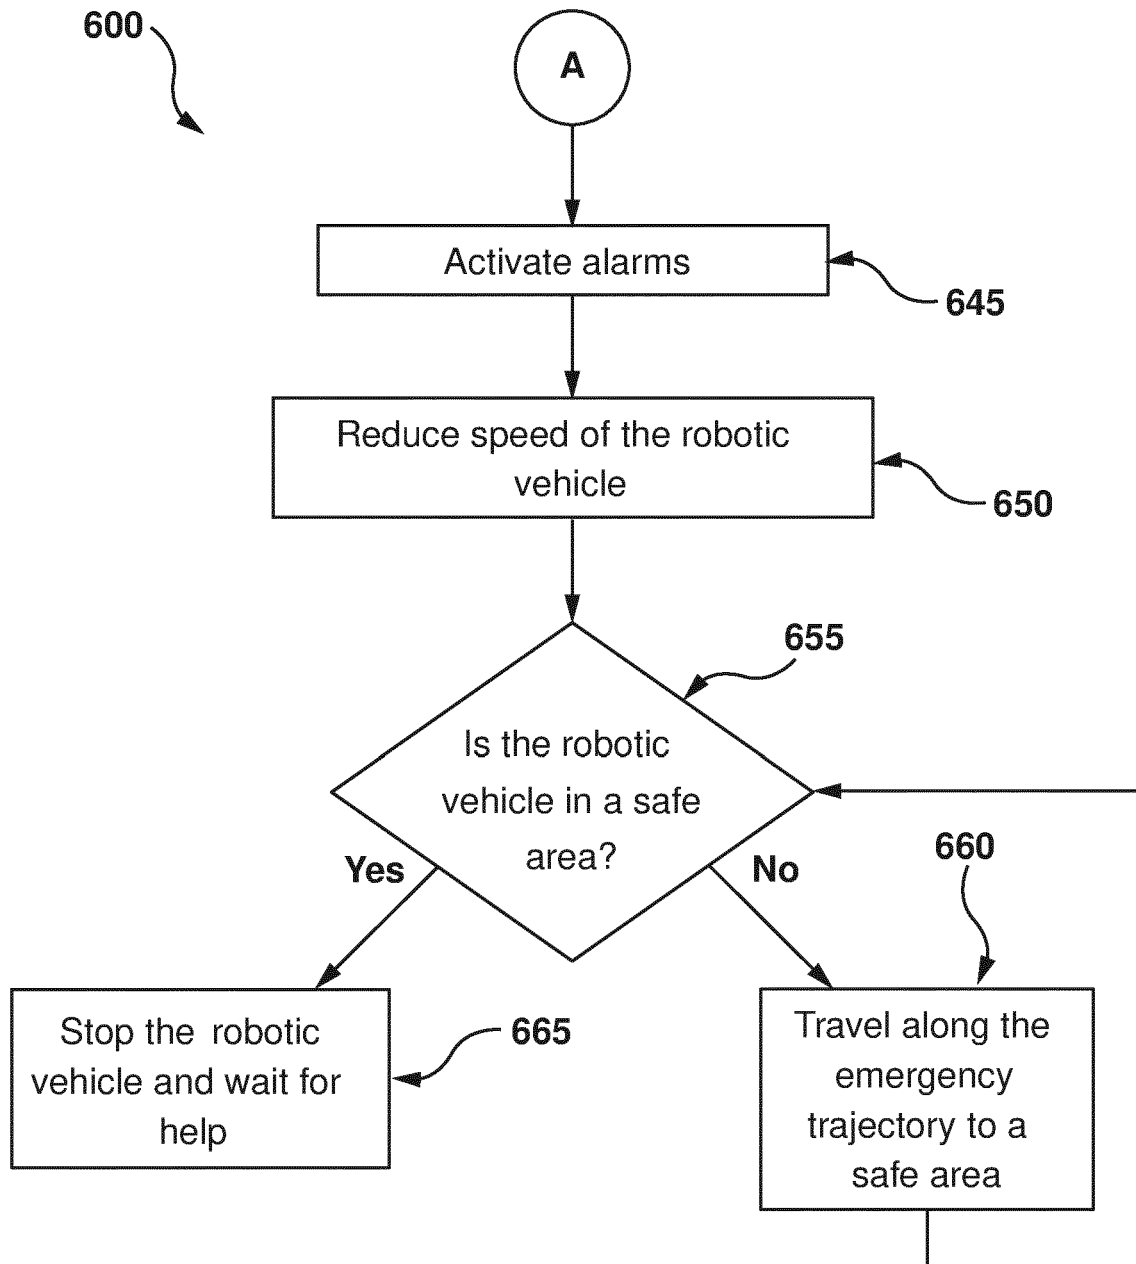 600
A
Activate alarms
645
Reduce speed of the robotic
vehicle
650
655
Is the robotic
vehicle in a safe
area?
Yes
No
660
Stop the robotic
vehicle and wait for
help
665
Travel along the
emergency
trajectory to a
safe area